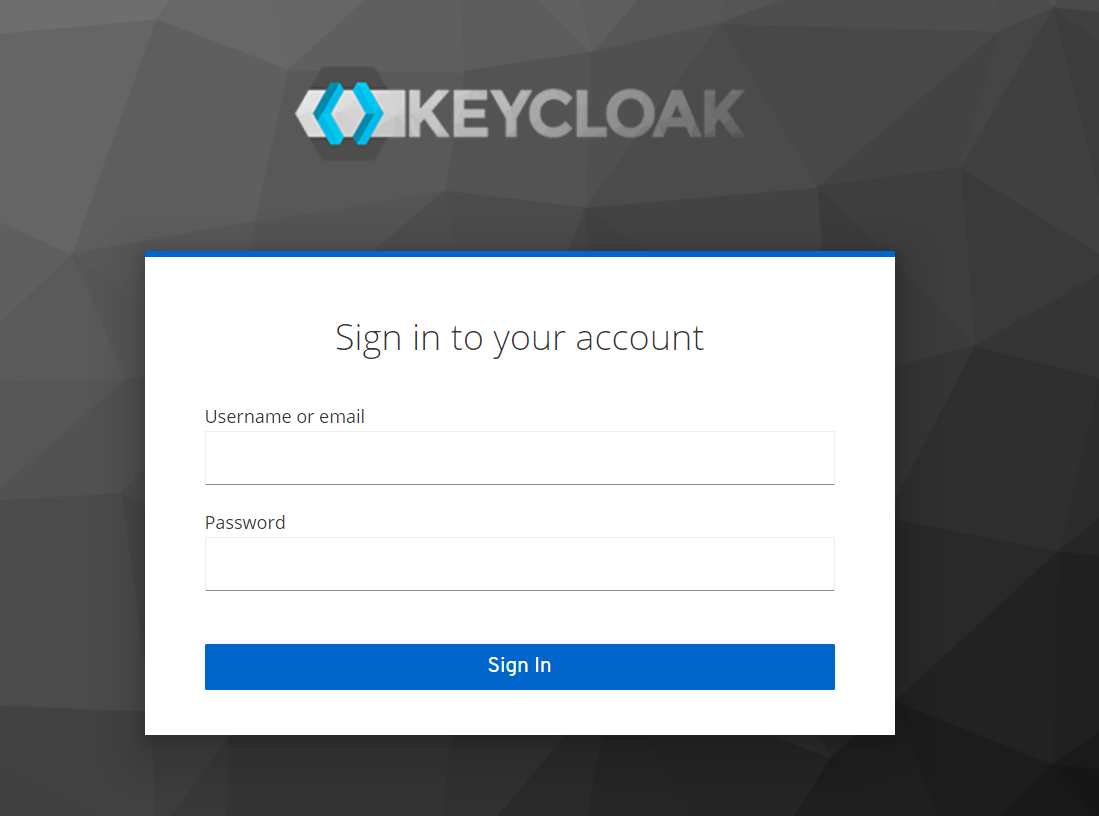 KEYCLOAK
Sign in to your account
Username or email
Password
Sign In